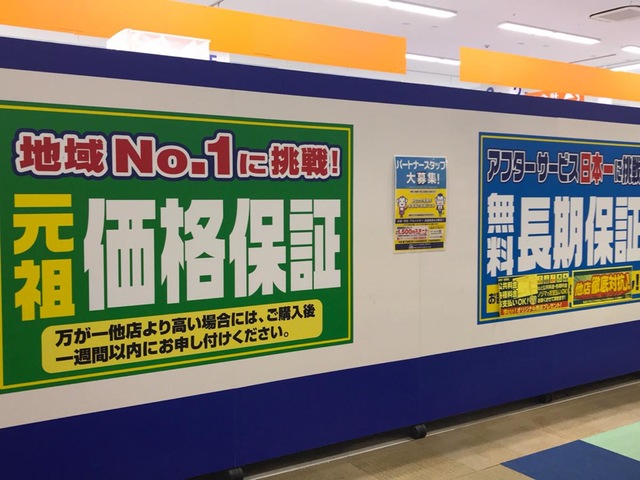 地域No.1に挑戦!
元祖
価格保証
万が一他店より高い場合には、ご購入後
一週間以内にお申し付けください。
パートナースタッフ
大募集!
アフターサービス日本一に挑戦
無料
長期保証
他店徹底対抗